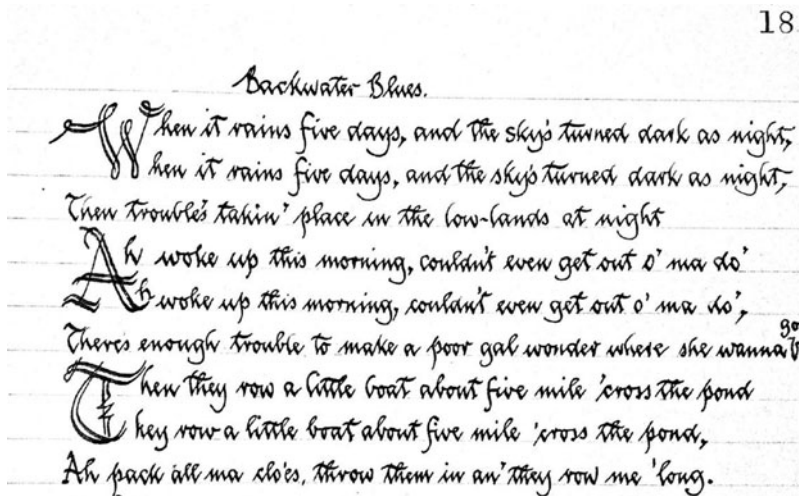 18
Backwater Blues.
When it rains five days, and the sky's turned dark as night,
When it rains five days, and the sky's turned dark as night,
Then trouble's takin' place in the low-lands at night
Ah woke up this morning, couldn't even get out o' ma do'
Ah woke up this morning, couldn't even get out o' ma do',
There's enough trouble to make a poor gal wonder where she wanna go
Then they row a little boat about five mile 'cross the pond
They row a little boat about five mile 'cross the pond,
Ah pack all ma clo'es, throw them in an' they row me 'long.